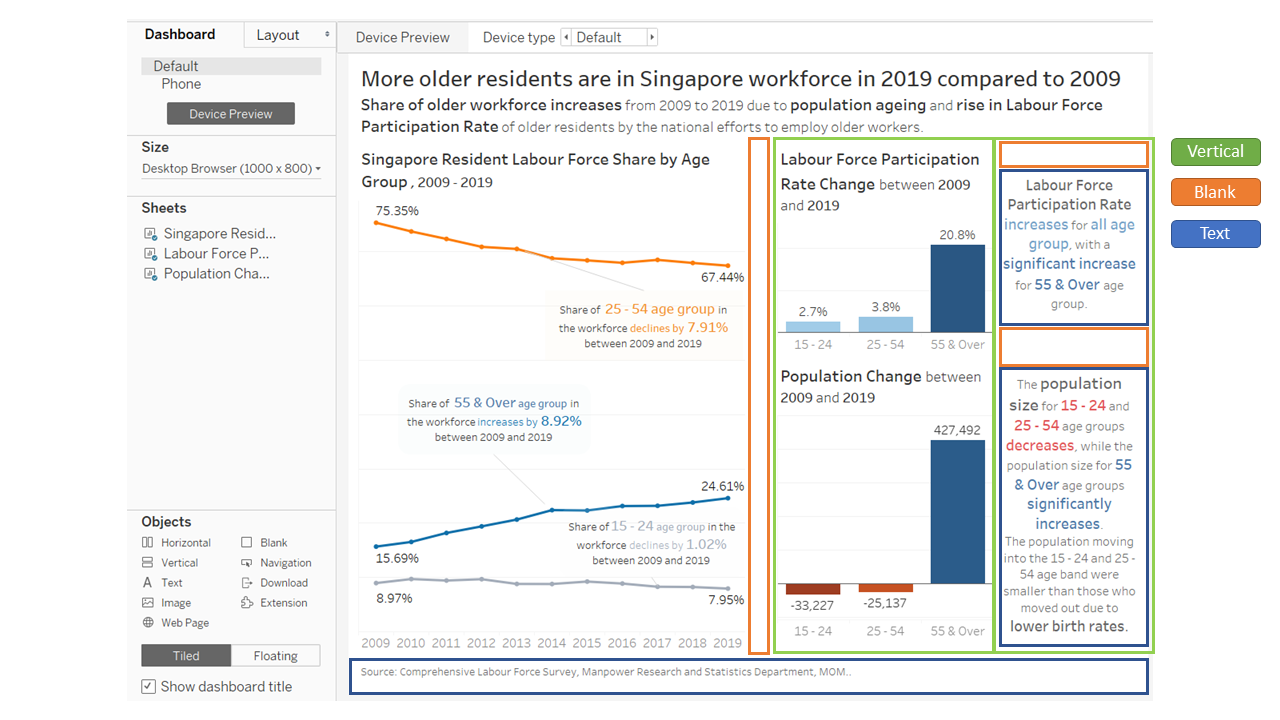 Dashboard
Layout
Device Preview
Device type
Default
Default
Phone
Device Preview
Size
Desktop Browser (1000 x 800)
Sheets
Singapore Resid...
Labour Force P...
Population Cha...
Objects
Horizontal
Blank
Vertical
Navigation
Text
Download
Image
Extension
Web Page
Tiled
Floating
Show dashboard title
More older residents are in Singapore workforce in 2019 compared to 2009
Share of older workforce increases from 2009 to 2019 due to population ageing and rise in Labour Force
Participation Rate of older residents by the national efforts to employ older workers.
Singapore Resident Labour Force Share by Age
Group , 2009 - 2019
75.35%
67.44%
Share of 25 - 54 age group in
the workforce declines by 7.91%
between 2009 and 2019
Share of 55 & Over age group in
the workforce increases by 8.92%
between 2009 and 2019
24.61%
15.69%
Share of 15 - 24 age group in the
workforce declines by 1.02%
between 2009 and 2019
8.97%
7.95%
2009 2010 2011 2012 2013 2014 2015 2016 2017 2018 2019
Labour Force Participation
Rate Change between 2009
and 2019
20.8%
2.7%
3.8%
15 - 24
25 - 54
55 & Over
Population Change between
2009 and 2019
427,492
-33,227
-25,137
15 - 24
25 - 54
55 & Over
Labour Force
Participation Rate
increases for all age
group, with a
significant increase
for 55 & Over age
group.
The population
size for 15 - 24 and
25 - 54 age groups
decreases, while the
population size for 55
& Over age groups
significantly
increases.
The population moving
into the 15 - 24 and 25 -
54 age band were
smaller than those who
moved out due to
lower birth rates.
Source: Comprehensive Labour Force Survey, Manpower Research and Statistics Department, MOM..
Vertical
Blank
Text